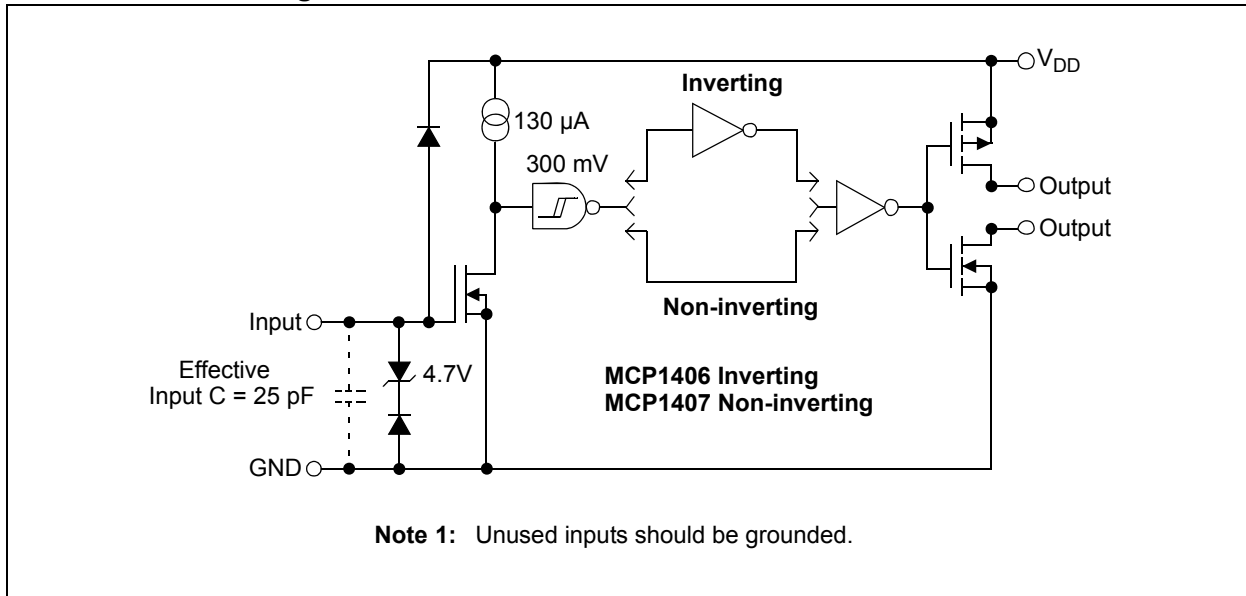 V_DD
Inverting
130 µA
300 mV
Output
Output
Input
Non-inverting
Effective
Input C = 25 pF
4.7V
MCP1406 Inverting
MCP1407 Non-inverting
GND
Note 1: Unused inputs should be grounded.